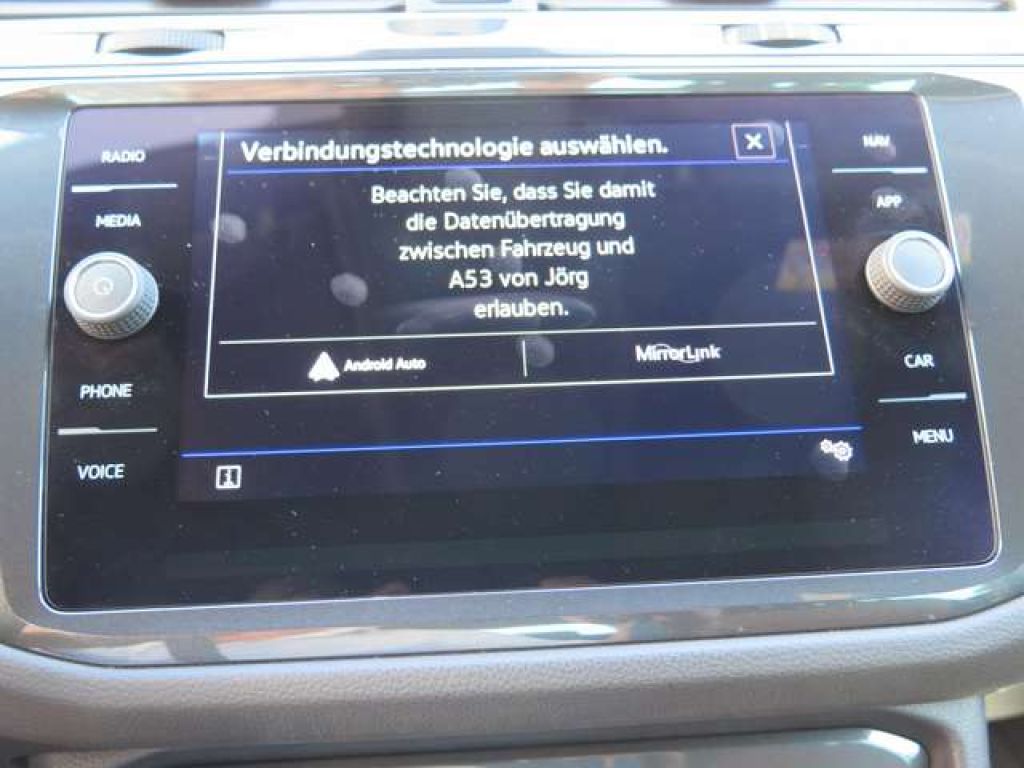 RADIO
MEDIA
PHONE
VOICE
Verbindungstechnologie auswählen.
X
Beachten Sie, dass Sie damit
die Datenübertragung
zwischen Fahrzeug und
A53 von Jörg
erlauben.
Android Auto
MirrorLink
i
NAV
APP
CAR
MENU